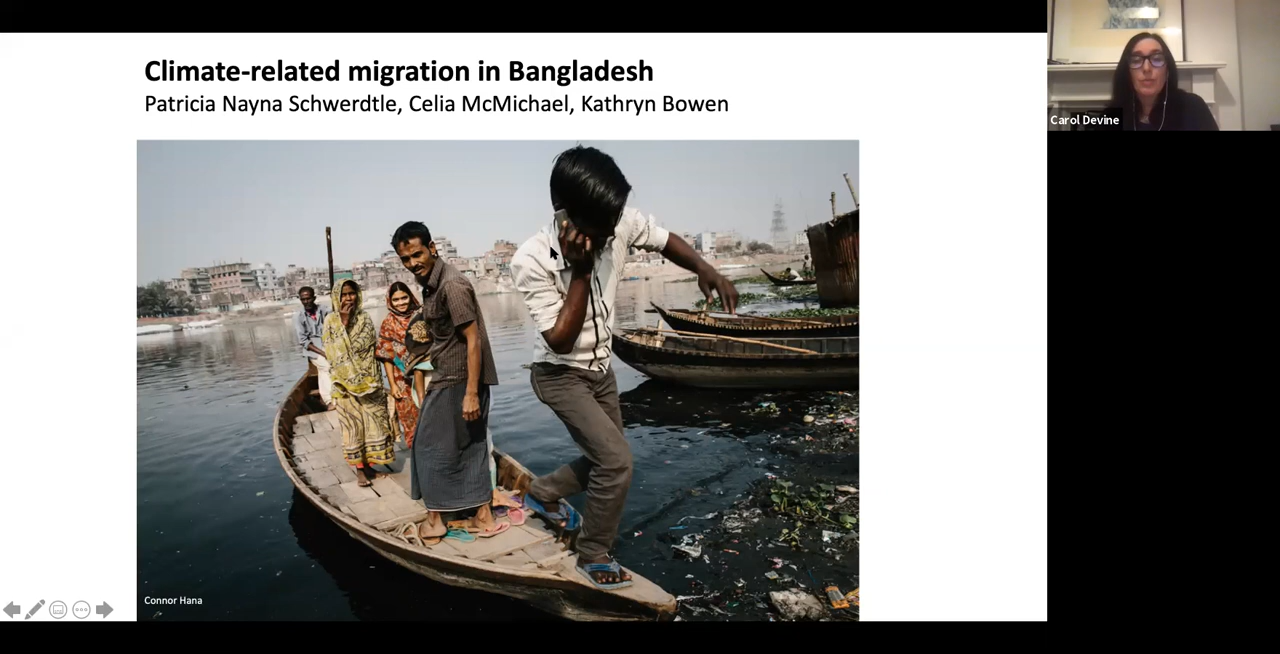 Climate-related migration in Bangladesh
Patricia Nayna Schwerdtle, Celia McMichael, Kathryn Bowen
Carol Devine
Connor Hana